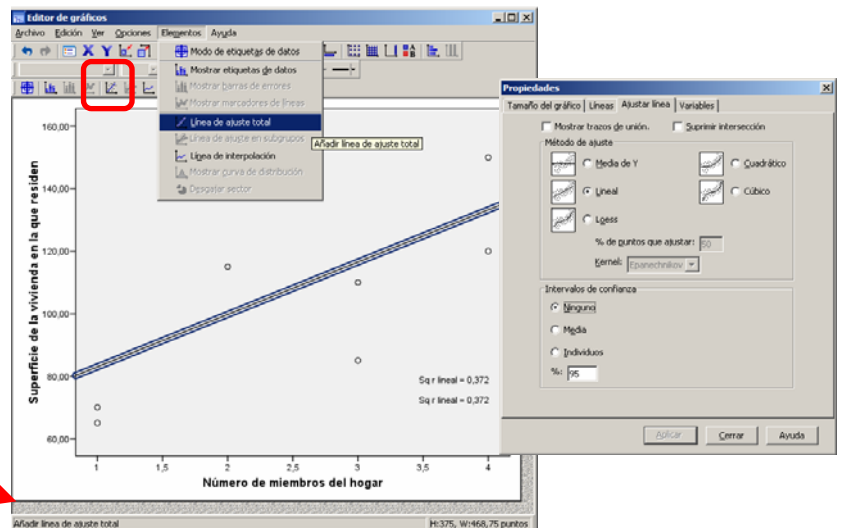 Editor de gráficos
Archivo Edición Ver Opciones Elementos Ayuda
X Y
Modo de etiquetas de datos
Mostrar etiquetas de datos
Mostrar barras de errores
Mostrar marcadores de líneas
Línea de ajuste total
Línea de ajuste en subgrupos
Añadir línea de ajuste total
Línea de interpolación
Mostrar curva de distribución
Desgajar sector
160,00
140,00
120,00
100,00
80,00
60,00
Superficie de la vivienda en la que residen
Sq r lineal = 0,372
Sq r lineal = 0,372
1 1,5 2 2,5 3 3,5 4
Número de miembros del hogar
Añadir línea de ajuste total H:375, W:468,75 puntos
Propiedades
Tamaño del gráfico Líneas Ajustar línea Variables
Mostrar trazos de unión. Suprimir intersección
Método de ajuste
Media de Y Cuadrático
Lineal Cúbico
Loess
% de puntos que ajustar: 50
Kernel: Epanechnikov
Intervalos de confianza
Ninguno
Media
Individuos
%: 95
Aplicar Cerrar Ayuda